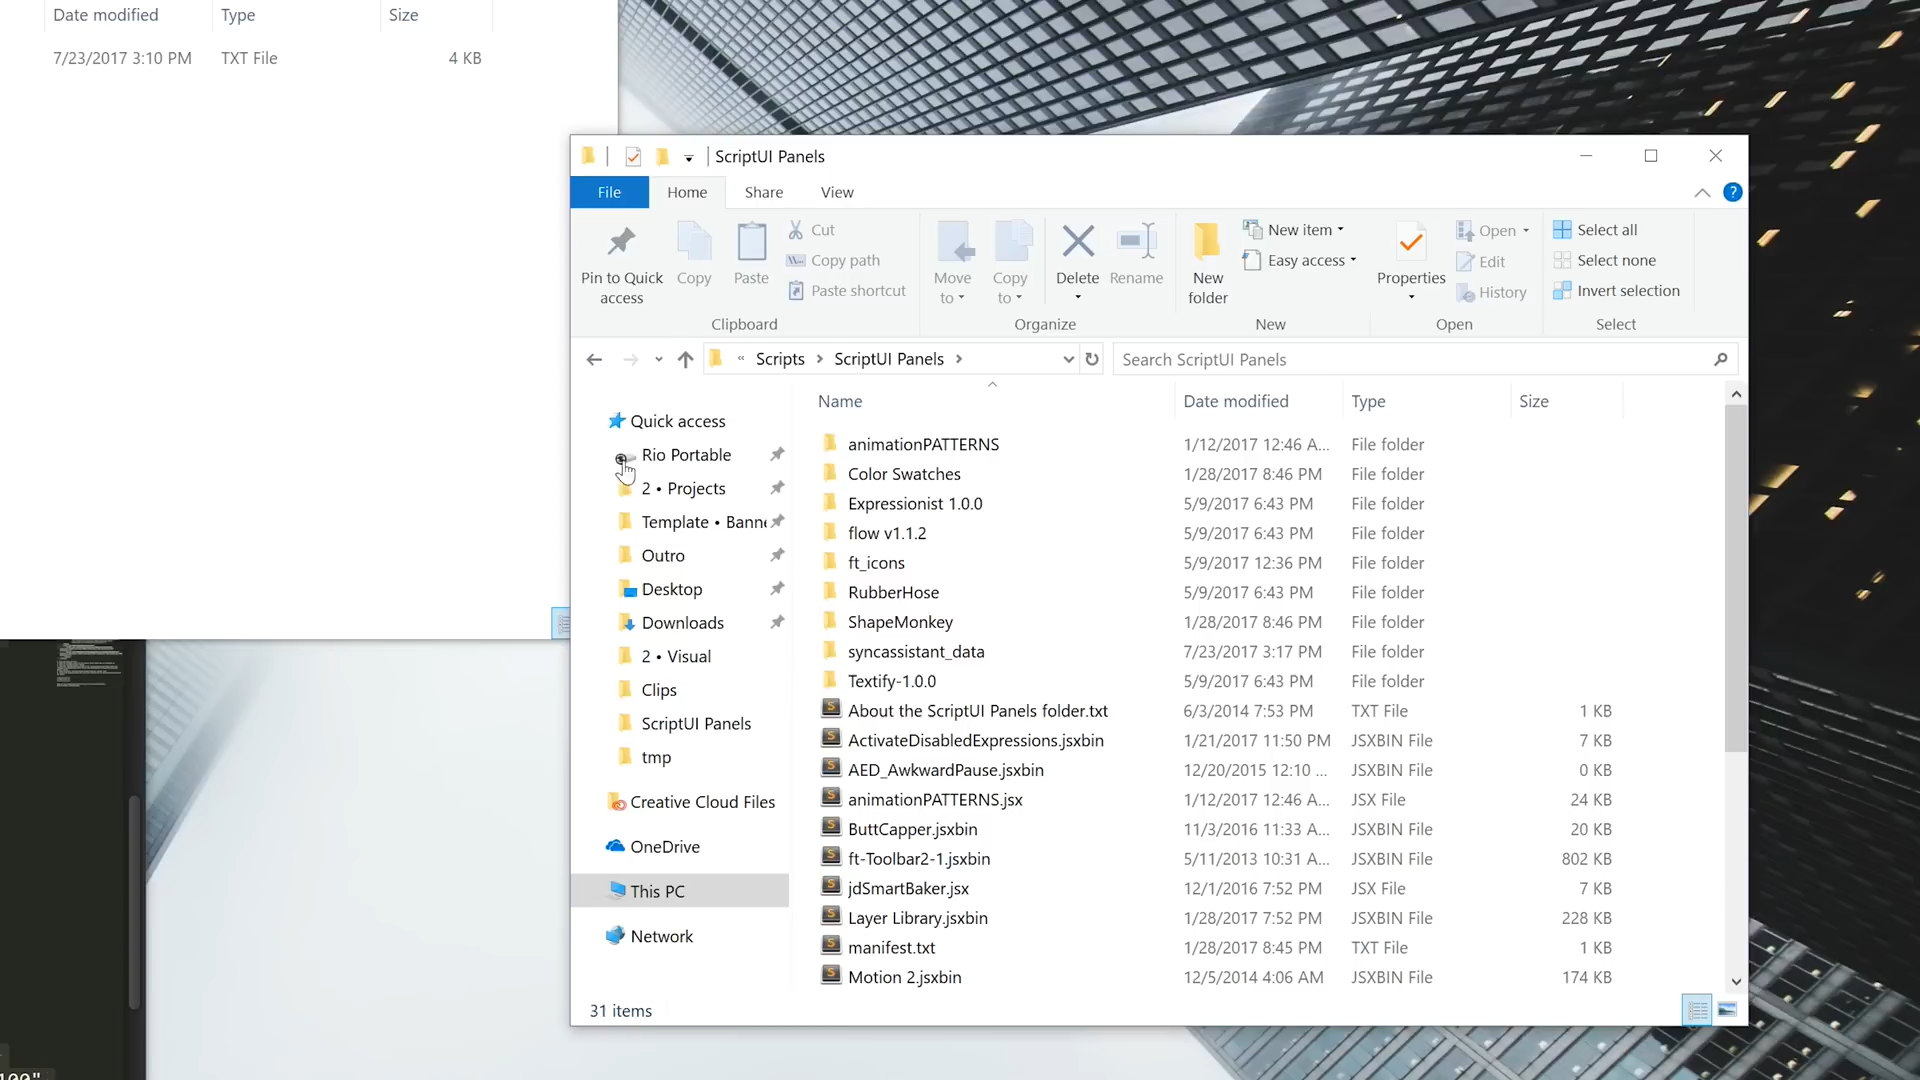 Date modified Type Size
7/23/2017 3:10 PM TXT File 4 KB
ScriptUI Panels
File Home Share View
Pin to Quick access
Copy
Paste
Cut
Copy path
Paste shortcut
Move to
Copy to
Delete
Rename
New folder
New item
Easy access
Properties
Open
Edit
History
Select all
Select none
Invert selection
Clipboard Organize New Open Select
« Scripts > ScriptUI Panels >
Search ScriptUI Panels
Quick access
Rio Portable
2 • Projects
Template • Bann
Outro
Desktop
Downloads
2 • Visual
Clips
ScriptUI Panels
tmp
Creative Cloud Files
OneDrive
This PC
Network
Name Date modified Type Size
animationPATTERNS 1/12/2017 12:46 A... File folder
Color Swatches 1/28/2017 8:46 PM File folder
Expressionist 1.0.0 5/9/2017 6:43 PM File folder
flow v1.1.2 5/9/2017 6:43 PM File folder
ft_icons 5/9/2017 12:36 PM File folder
RubberHose 5/9/2017 6:43 PM File folder
ShapeMonkey 1/28/2017 8:46 PM File folder
syncassistant_data 7/23/2017 3:17 PM File folder
Textify-1.0.0 5/9/2017 6:43 PM File folder
About the ScriptUI Panels folder.txt 6/3/2014 7:53 PM TXT File 1 KB
ActivateDisabledExpressions.jsxbin 1/21/2017 11:50 PM JSXBIN File 7 KB
AED_AwkwardPause.jsxbin 12/20/2015 12:10 ... JSXBIN File 0 KB
animationPATTERNS.jsx 1/12/2017 12:46 A... JSX File 24 KB
ButtCapper.jsxbin 11/3/2016 11:33 A... JSXBIN File 20 KB
ft-Toolbar2-1.jsxbin 5/11/2013 10:31 A... JSXBIN File 802 KB
jdSmartBaker.jsx 12/1/2016 7:52 PM JSX File 7 KB
Layer Library.jsxbin 1/28/2017 7:52 PM JSXBIN File 228 KB
manifest.txt 1/28/2017 8:45 PM TXT File 1 KB
Motion 2.jsxbin 12/5/2014 4:06 AM JSXBIN File 174 KB
31 items